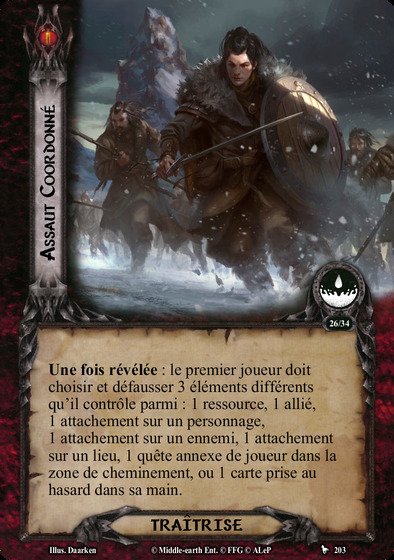 ASSAUT COORDONNÉ
26/34
Une fois révélée : le premier joueur doit
choisir et défausser 3 éléments différents
qu'il contrôle parmi : 1 ressource, 1 allié,
1 attachement sur un personnage,
1 attachement sur un ennemi, 1 attachement
sur un lieu, 1 quête annexe de joueur dans la
zone de cheminement, ou 1 carte prise au
hasard dans sa main.
TRAÎTRISE
Illus. Daarken © Middle-earth Ent. © FFG © ALeP 203